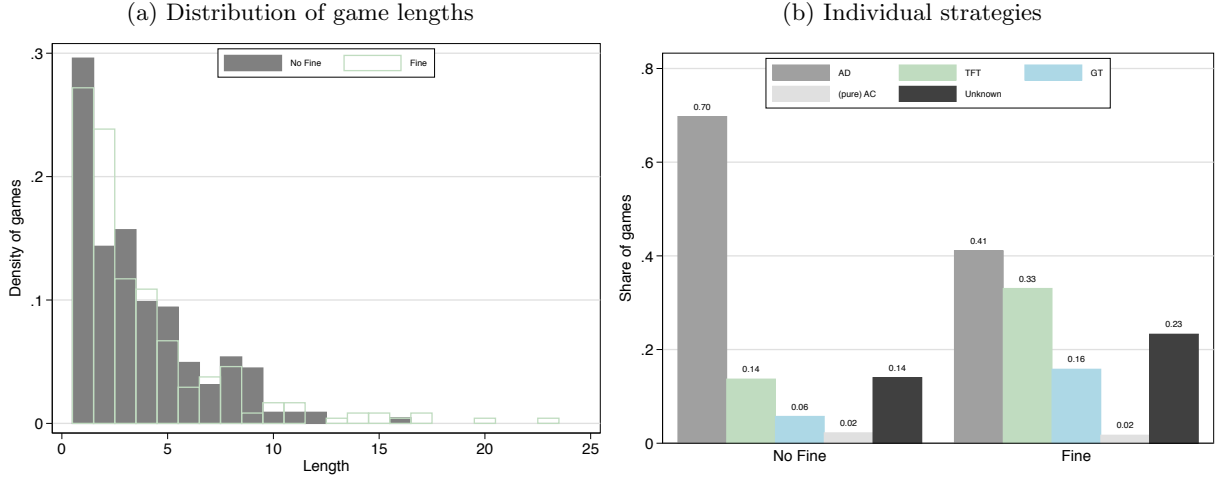 (a) Distribution of game lengths
No Fine Fine
Density of games
.3
.2
.1
0
0 5 10 15 20 25
Length
(b) Individual strategies
AD TFT GT
(pure) AC Unknown
Share of games
.8
.6
.4
.2
0
0.70
0.14
0.06
0.02
0.14
0.41
0.33
0.16
0.02
0.23
No Fine Fine